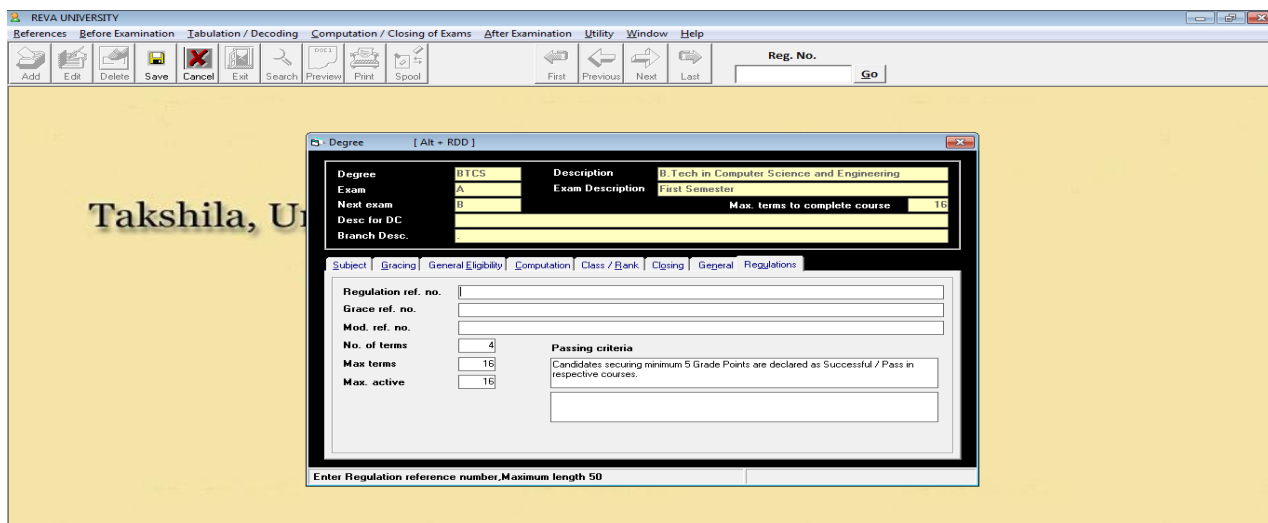 REVA UNIVERSITY
References Before Examination Tabulation / Decoding Computation / Closing of Exams After Examination Utility Window Help
Add Edit Delete Save Cancel Exit Search Preview Print Spool First Previous Next Last Reg. No. Go
DOC 1
Takshila, Un
Degree [ Alt + RDD ]
Degree BTCS Description B.Tech in Computer Science and Engineering
Exam A Exam Description First Semester
Next exam B Max. terms to complete course 16
Desc for DC
Branch Desc. .
Subject Gracing General Eligibility Computation Class / Rank Closing General Regulations
Regulation ref. no.
Grace ref. no.
Mod. ref. no.
No. of terms 4 Passing criteria
Max terms 16 Candidates securing minimum 5 Grade Points are declared as Successful / Pass in
respective courses.
Max. active 16
Enter Regulation reference number,Maximum length 50